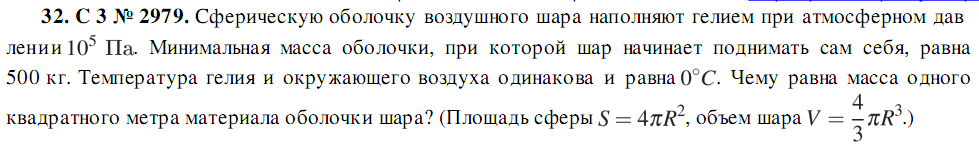 32. С 3 № 2979. Сферическую оболочку воздушного шара наполняют гелием при атмосферном дав
лении 10⁵ Па. Минимальная масса оболочки, при которой шар начинает поднимать сам себя, равна
500 кг. Температура гелия и окружающего воздуха одинакова и равна 0°C. Чему равна масса одного
квадратного метра материала оболочки шара? (Площадь сферы S = 4πR², объем шара V = 4/3 πR³.)